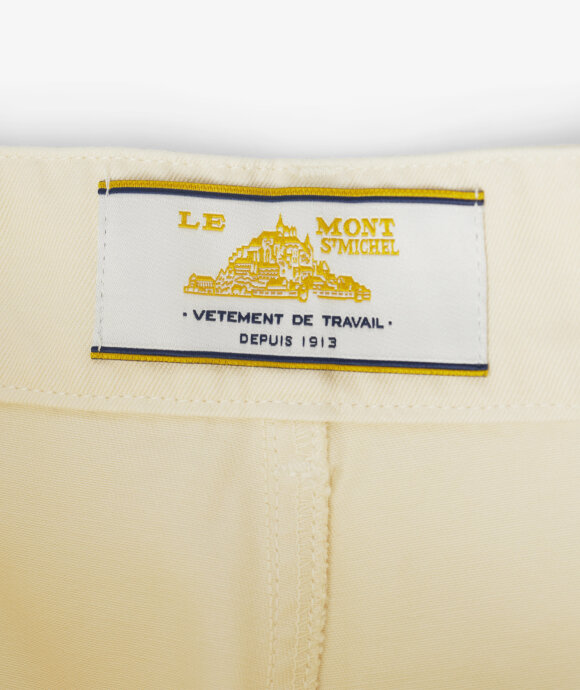 LE MONT
ST MICHEL
· VETEMENT DE TRAVAIL ·
DEPUIS 1913